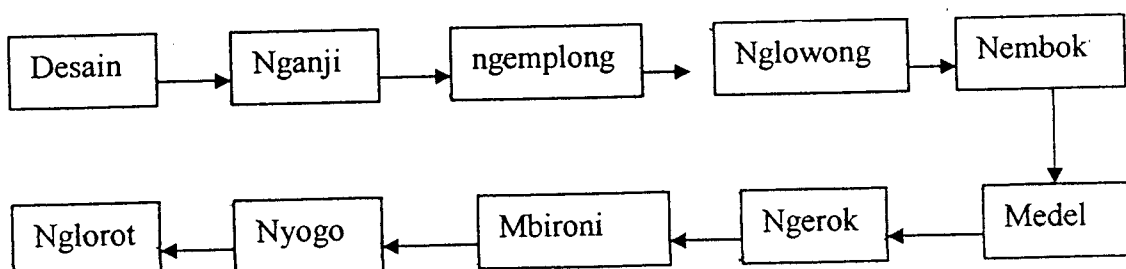 Desain
Nganji
ngemplong
Nglowong
Nembok
Medel
Ngerok
Mbironi
Nyogo
Nglorot